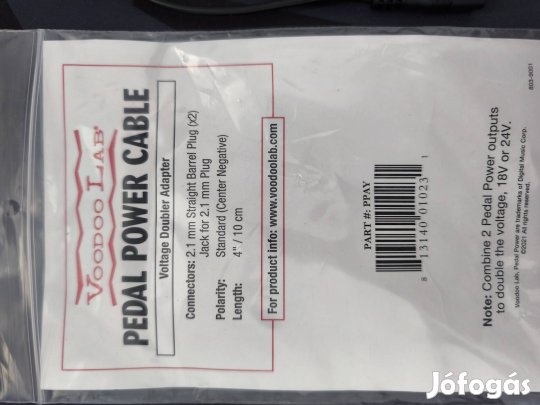 VOODOO LAB®
PEDAL POWER CABLE
Voltage Doubler Adapter
Connectors: 2.1 mm Straight Barrel Plug (x2)
Jack for 2.1 mm Plug
Polarity: Standard (Center Negative)
Length: 4" / 10 cm
For product info: www.voodoolab.com
PART #: PPAY
8 13140 01023 1
Note: Combine 2 Pedal Power outputs
to double the voltage, 18V or 24V.
Voodoo Lab, Pedal Power are trademarks of Digital Music Corp.
©2021 All rights reserved.
803-9001
Jófogás